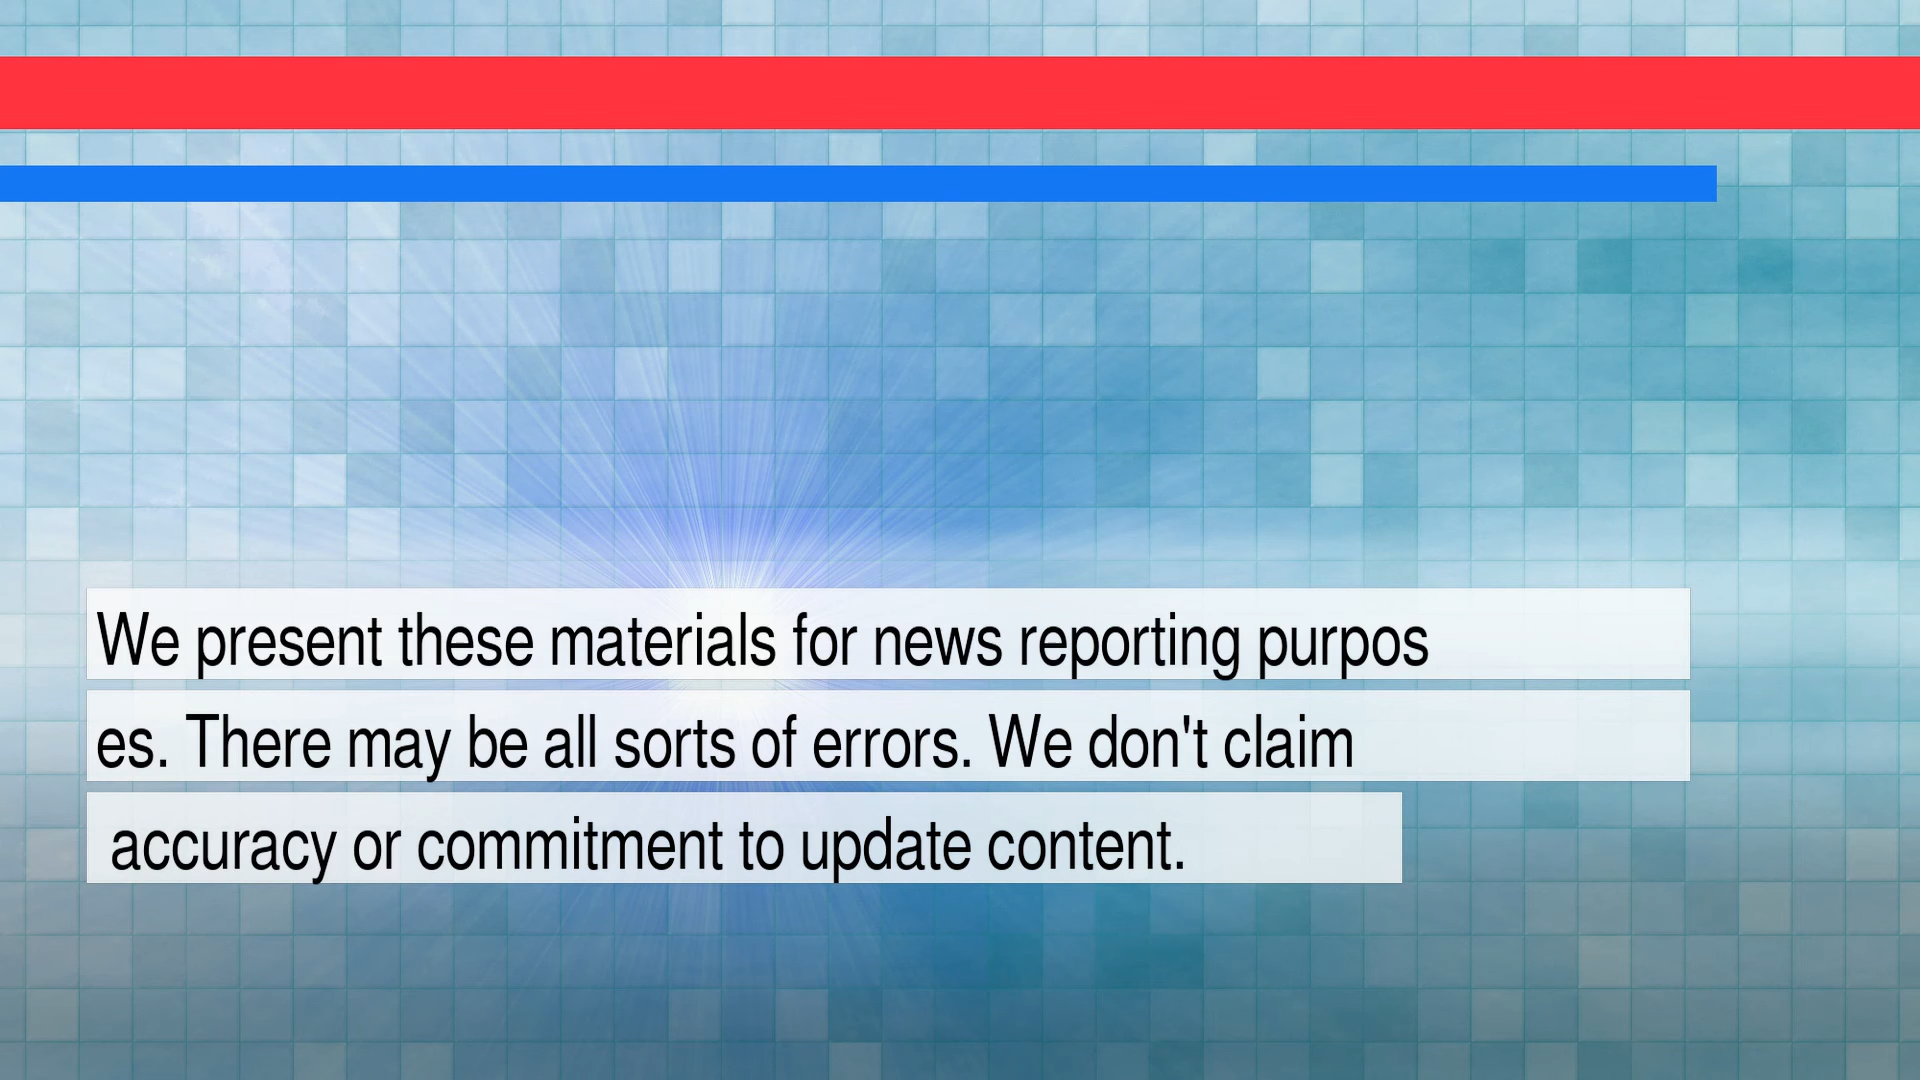 We present these materials for news reporting purpos
es. There may be all sorts of errors. We don't claim
accuracy or commitment to update content.